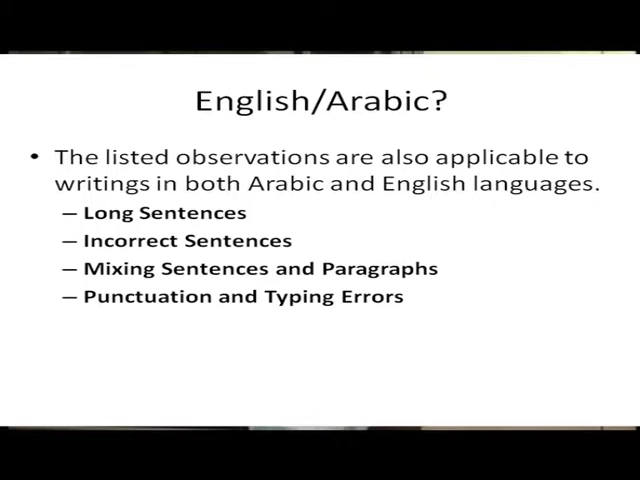 English/Arabic?
• The listed observations are also applicable to
writings in both Arabic and English languages.
– Long Sentences
– Incorrect Sentences
– Mixing Sentences and Paragraphs
– Punctuation and Typing Errors